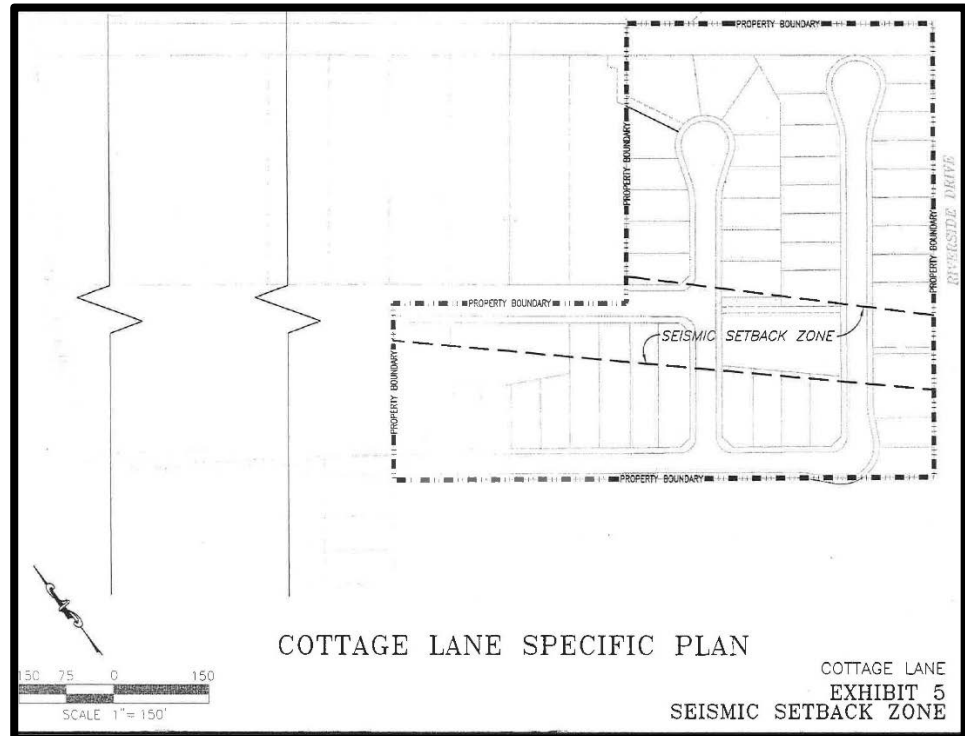 PROPERTY BOUNDARY
PROPERTY BOUNDARY
PROPERTY BOUNDARY
RIVERSIDE DRIVE
PROPERTY BOUNDARY
SEISMIC SETBACK ZONE
PROPERTY BOUNDARY
PROPERTY BOUNDARY
COTTAGE LANE SPECIFIC PLAN
150 75 0 150
SCALE 1"= 150'
COTTAGE LANE
EXHIBIT 5
SEISMIC SETBACK ZONE